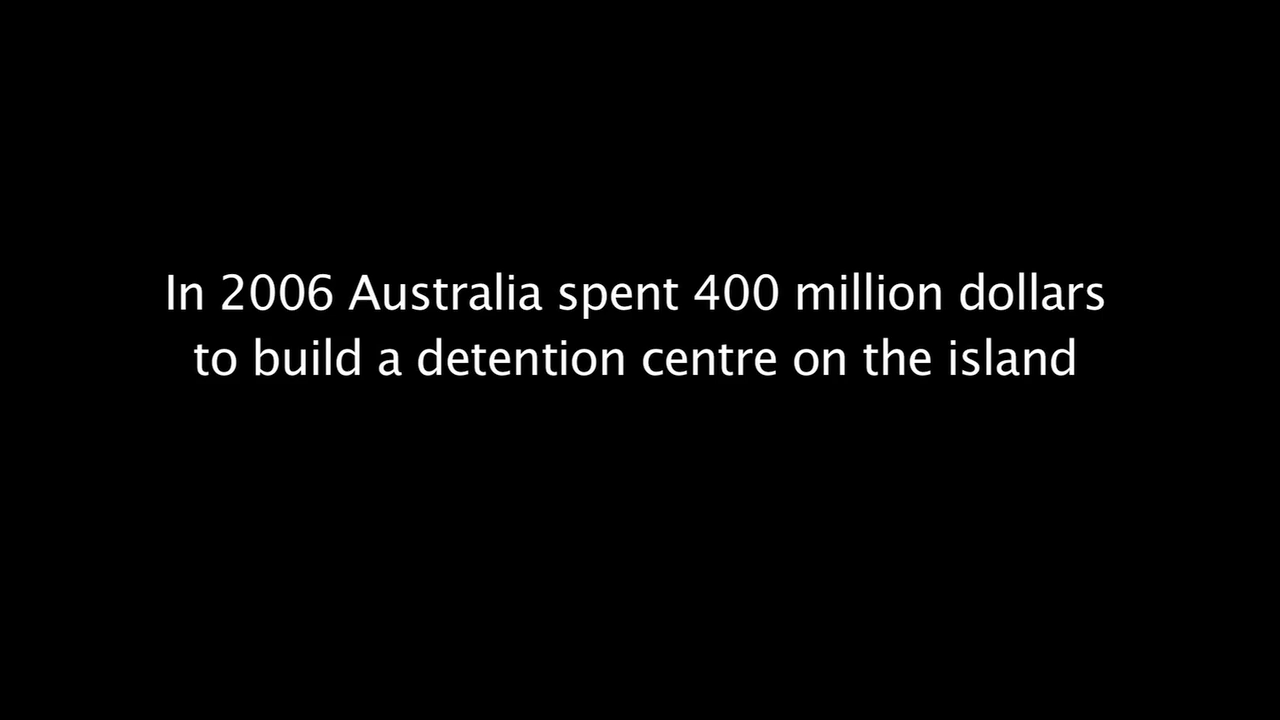 In 2006 Australia spent 400 million dollars
to build a detention centre on the island